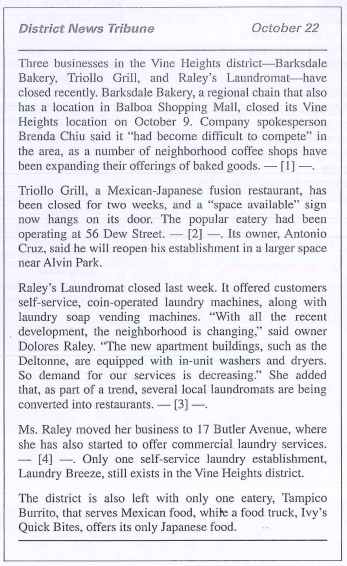 District News Tribune October 22
Three businesses in the Vine Heights district—Barksdale
Bakery, Triollo Grill, and Raley's Laundromat—have
closed recently. Barksdale Bakery, a regional chain that also
has a location in Balboa Shopping Mall, closed its Vine
Heights location on October 9. Company spokesperson
Brenda Chiu said it "had become difficult to compete" in
the area, as a number of neighborhood coffee shops have
been expanding their offerings of baked goods. — [1] —.
Triollo Grill, a Mexican-Japanese fusion restaurant, has
been closed for two weeks, and a "space available" sign
now hangs on its door. The popular eatery had been
operating at 56 Dew Street. — [2] —. Its owner, Antonio
Cruz, said he will reopen his establishment in a larger space
near Alvin Park.
Raley's Laundromat closed last week. It offered customers
self-service, coin-operated laundry machines, along with
laundry soap vending machines. "With all the recent
development, the neighborhood is changing," said owner
Dolores Raley. "The new apartment buildings, such as the
Deltonne, are equipped with in-unit washers and dryers.
So demand for our services is decreasing." She added
that, as part of a trend, several local laundromats are being
converted into restaurants. — [3] —.
Ms. Raley moved her business to 17 Butler Avenue, where
she has also started to offer commercial laundry services.
— [4] —. Only one self-service laundry establishment,
Laundry Breeze, still exists in the Vine Heights district.
The district is also left with only one eatery, Tampico
Burrito, that serves Mexican food, while a food truck, Ivy's
Quick Bites, offers its only Japanese food.